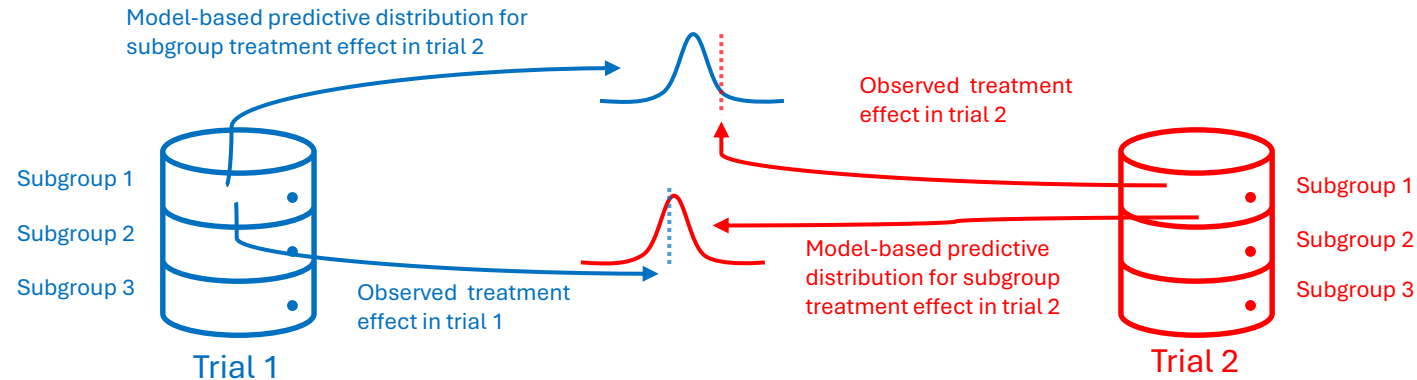 Model-based predictive distribution for
subgroup treatment effect in trial 2
Observed treatment
effect in trial 2
Subgroup 1
Subgroup 2
Subgroup 3
Trial 1
Observed treatment
effect in trial 1
Model-based predictive
distribution for subgroup
treatment effect in trial 2
Subgroup 1
Subgroup 2
Subgroup 3
Trial 2